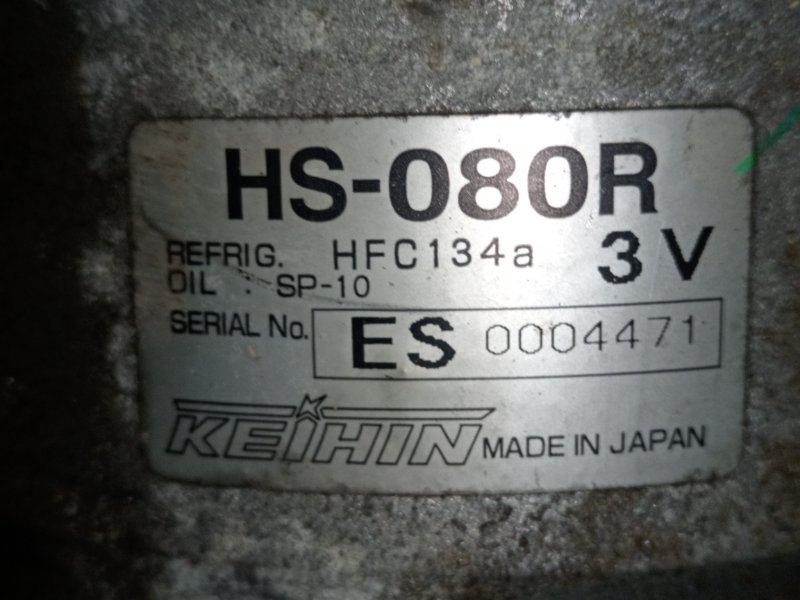 HS-080R
REFRIG. HFC134a 3V
OIL : SP-10
SERIAL No. ES 0004471
KEIHIN MADE IN JAPAN